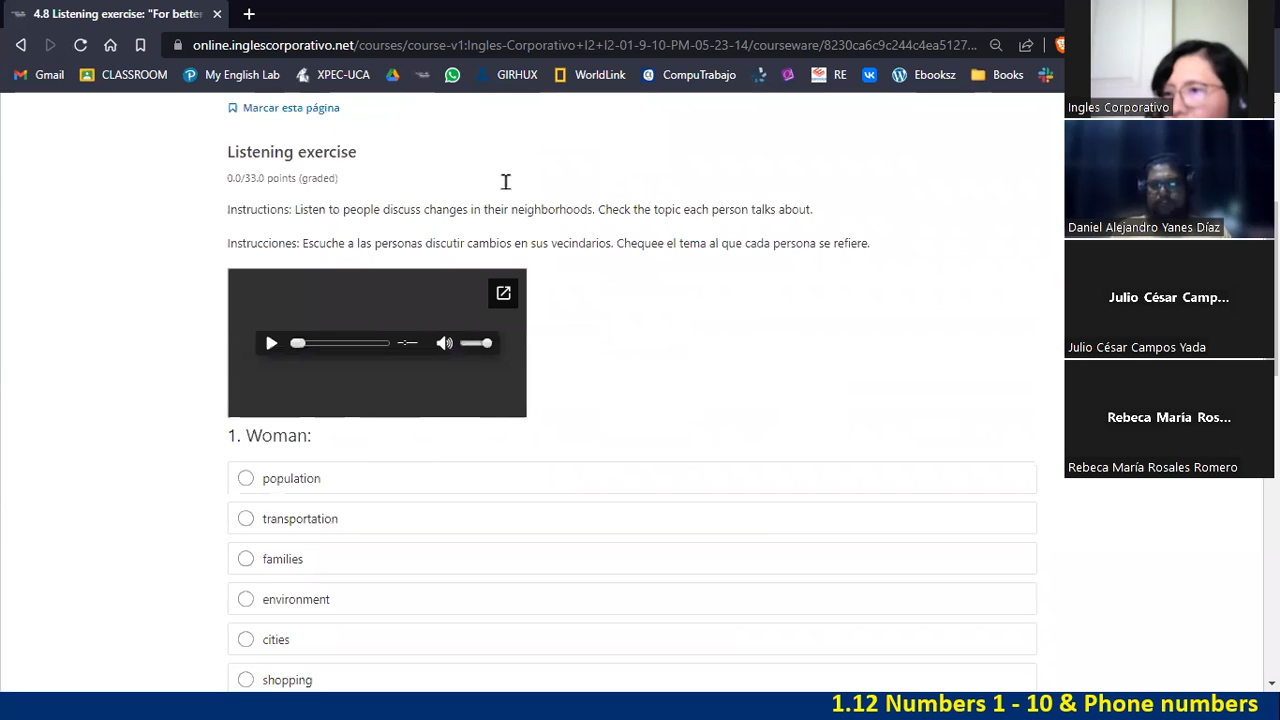 4.8 Listening exercise: "For better
online.inglescorporativo.net/courses/course-v1:Ingles-Corporativo+I2+I2-01-9-10-PM-05-23-14/courseware/8230ca6c9c244c4ea5127...
Gmail CLASSROOM My English Lab XPEC-UCA GIRHUX WorldLink CompuTrabajo RE Ebooksz Books
Marcar esta página
Listening exercise
0.0/33.0 points (graded)
Instructions: Listen to people discuss changes in their neighborhoods. Check the topic each person talks about.
Instrucciones: Escuche a las personas discutir cambios en sus vecindarios. Chequee el tema al que cada persona se refiere.
-:--
1. Woman:
population
transportation
families
environment
cities
shopping
Ingles Corporativo
Daniel Alejandro Yanes Díaz
Julio César Camp...
Julio César Campos Yada
Rebeca María Ros...
Rebeca María Rosales Romero
1.12 Numbers 1 - 10 & Phone numbers